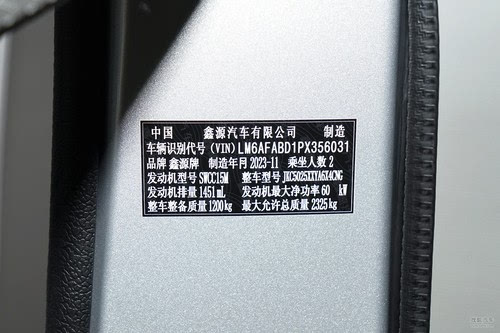 中国 鑫源汽车有限公司 制造
车辆识别代号(VIN)LM6AFABD1PX356031
品牌 鑫源牌 制造年月 2023-11 乘坐人数 2
发动机型号 SWCC15M 整车型号 JKC5025XXYA6X4CNG
发动机排量 1451 mL 发动机最大净功率 60 kW
整车整备质量 1200 kg 最大允许总质量 2325 kg